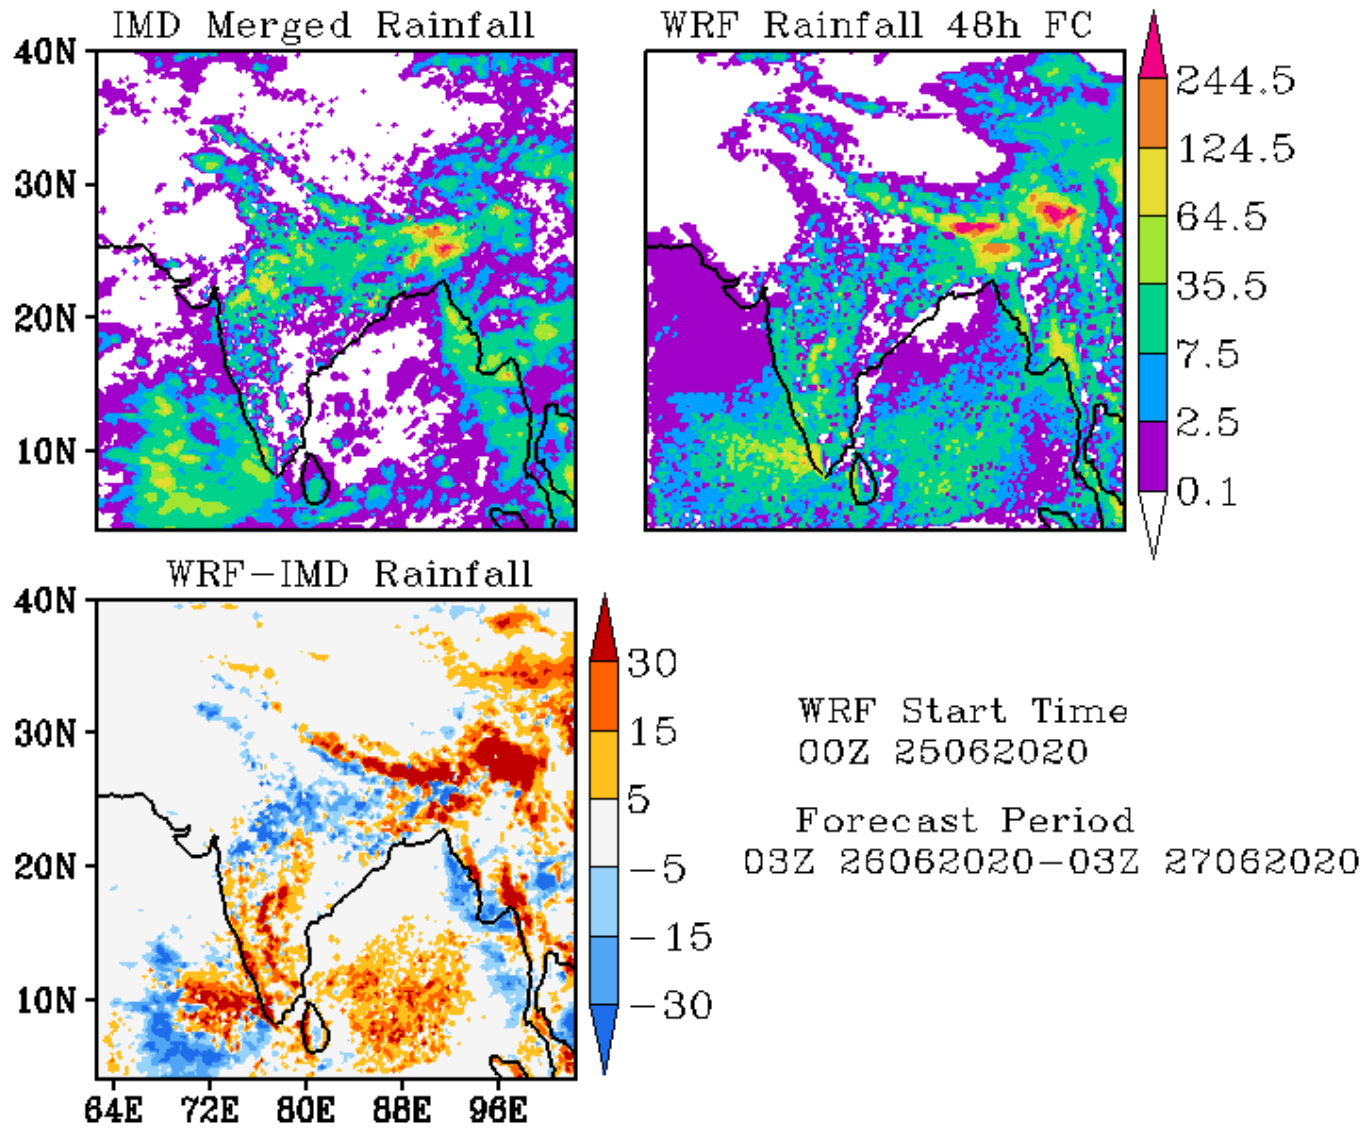 IMD Merged Rainfall
WRF Rainfall 48h FC
40N
30N
20N
10N
244.5
124.5
64.5
35.5
7.5
2.5
0.1
WRF-IMD Rainfall
40N
30N
20N
10N
64E 72E 80E 88E 96E
30
15
5
-5
-15
-30
WRF Start Time
00Z 25062020
Forecast Period
03Z 26062020-03Z 27062020